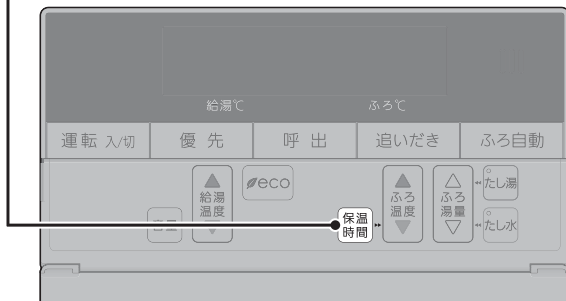 給湯℃ ふろ℃
運転 入/切 優先 呼出 追いだき ふろ自動
eco
たし湯
給湯
温度
ふろ
温度
ふろ
湯量
保温
時間
音量
たし水